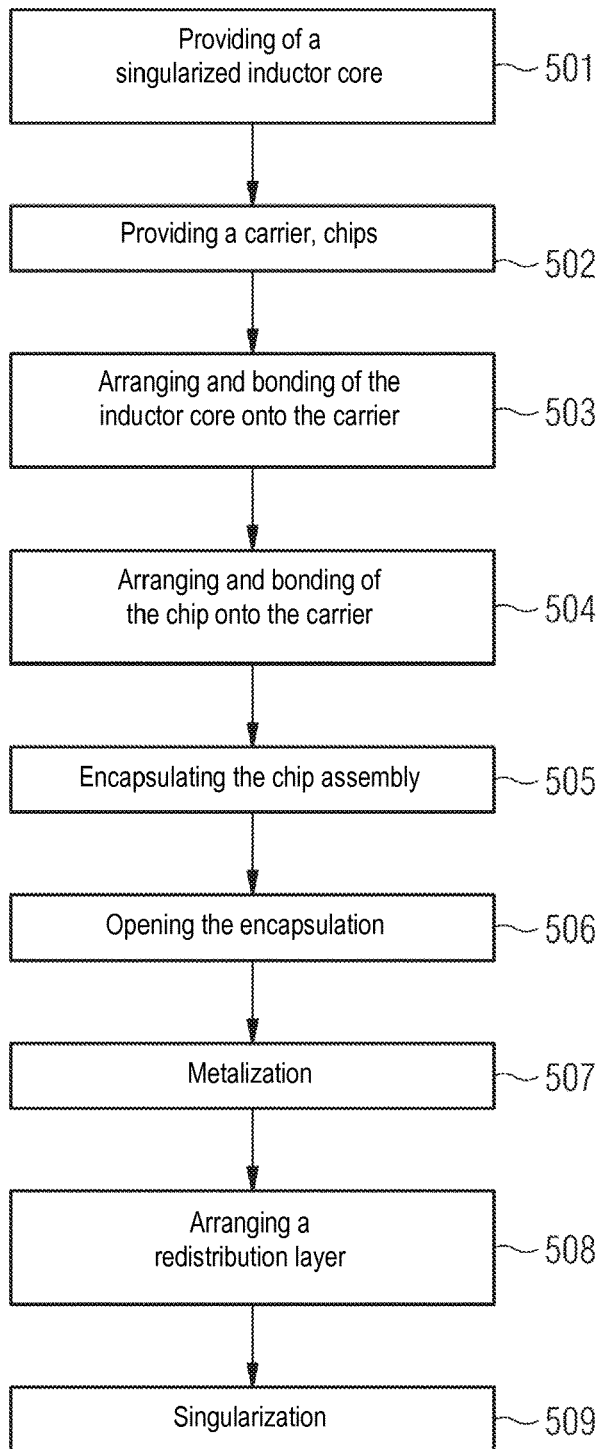 Providing of a
singularized inductor core
501
Providing a carrier, chips
502
Arranging and bonding of the
inductor core onto the carrier
503
Arranging and bonding of
the chip onto the carrier
504
Encapsulating the chip assembly
505
Opening the encapsulation
506
Metalization
507
Arranging a
redistribution layer
508
Singularization
509